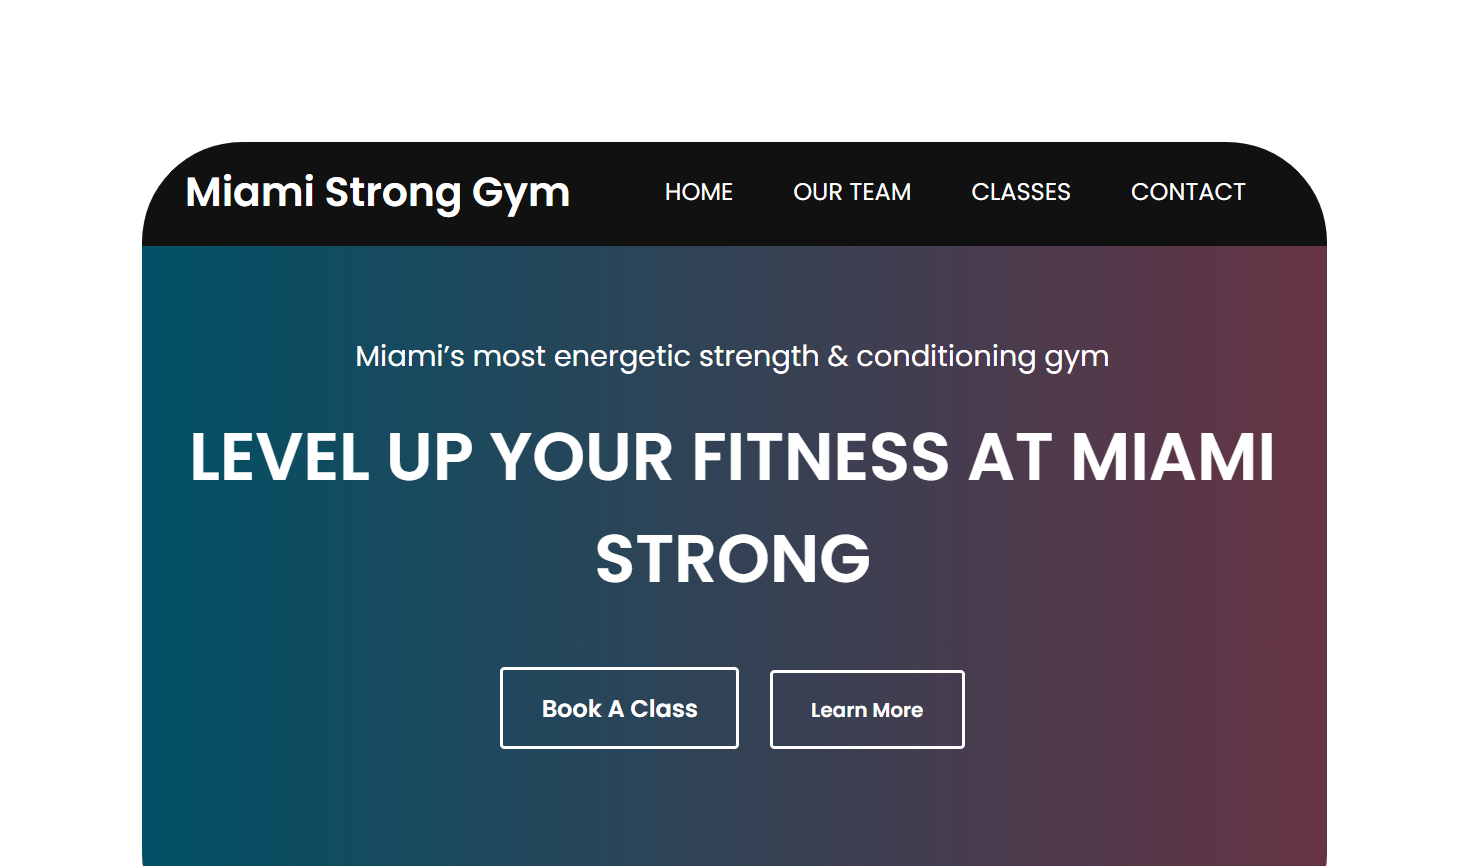 Miami Strong Gym
HOME OUR TEAM CLASSES CONTACT
Miami’s most energetic strength & conditioning gym
LEVEL UP YOUR FITNESS AT MIAMI
STRONG
Book A Class
Learn More